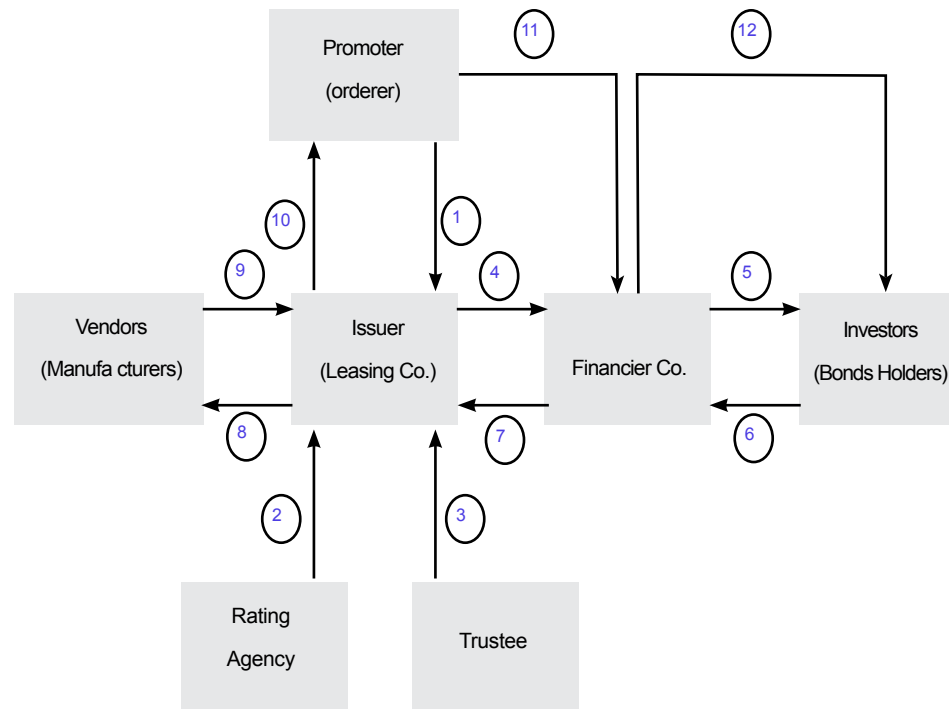 11
12
Promoter
(orderer)
10
1
9
4
5
Vendors
(Manufa cturers)
Issuer
(Leasing Co.)
Financier Co.
Investors
(Bonds Holders)
8
7
6
2
3
Rating
Agency
Trustee